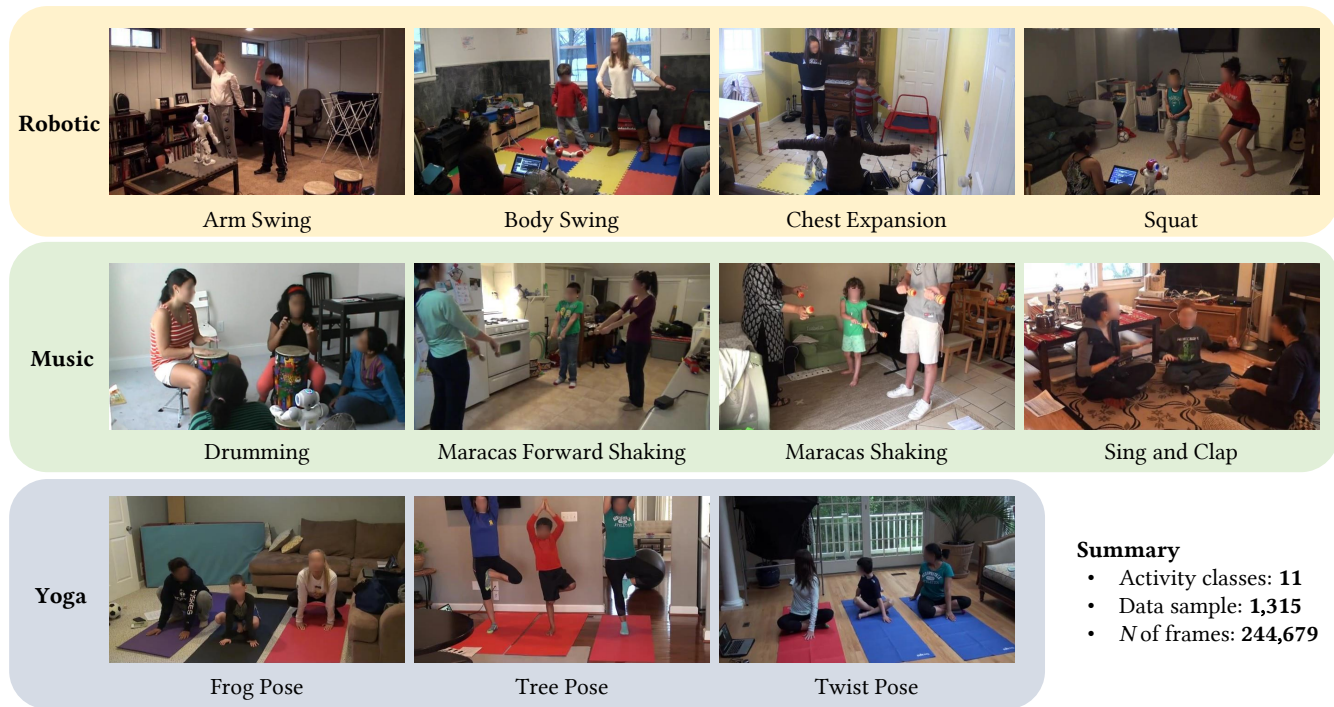 Robotic
Arm Swing
Body Swing
Chest Expansion
Squat
Music
Drumming
Maracas Forward Shaking
Maracas Shaking
Sing and Clap
Yoga
Frog Pose
Tree Pose
Twist Pose
Summary
• Activity classes: 11
• Data sample: 1,315
• N of frames: 244,679